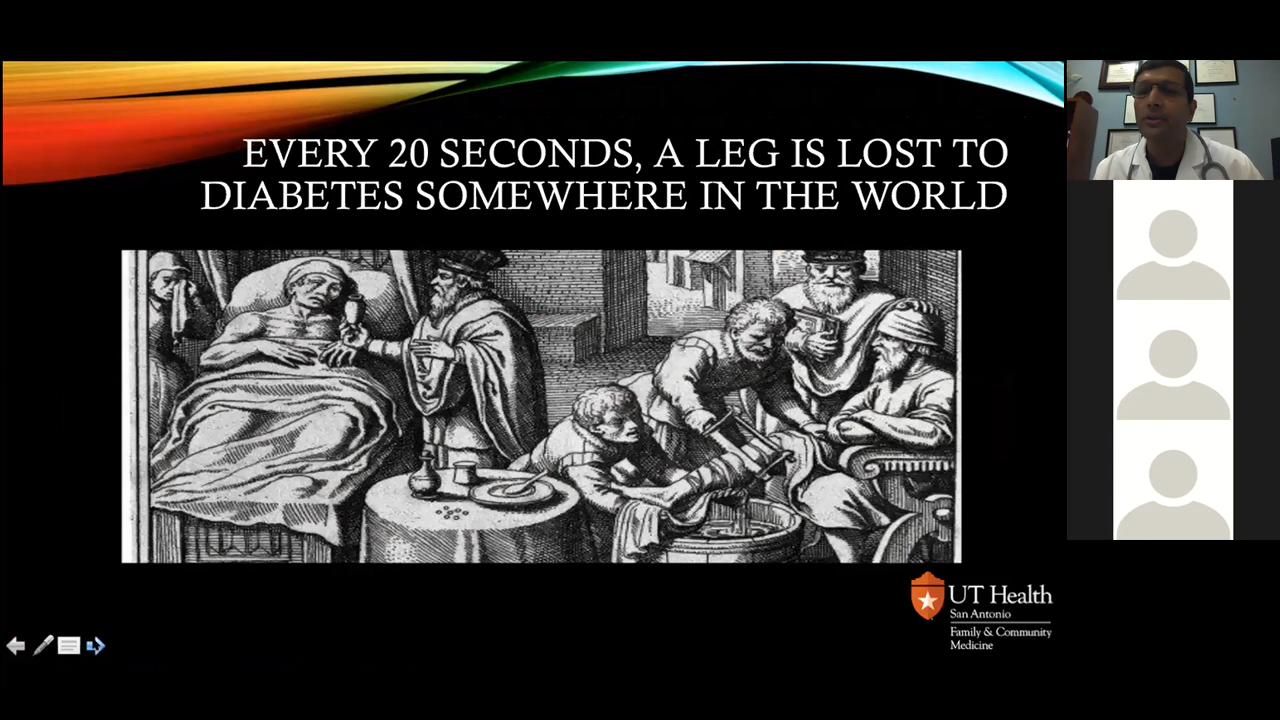 EVERY 20 SECONDS, A LEG IS LOST TO
DIABETES SOMEWHERE IN THE WORLD
UT Health
San Antonio
Family & Community
Medicine